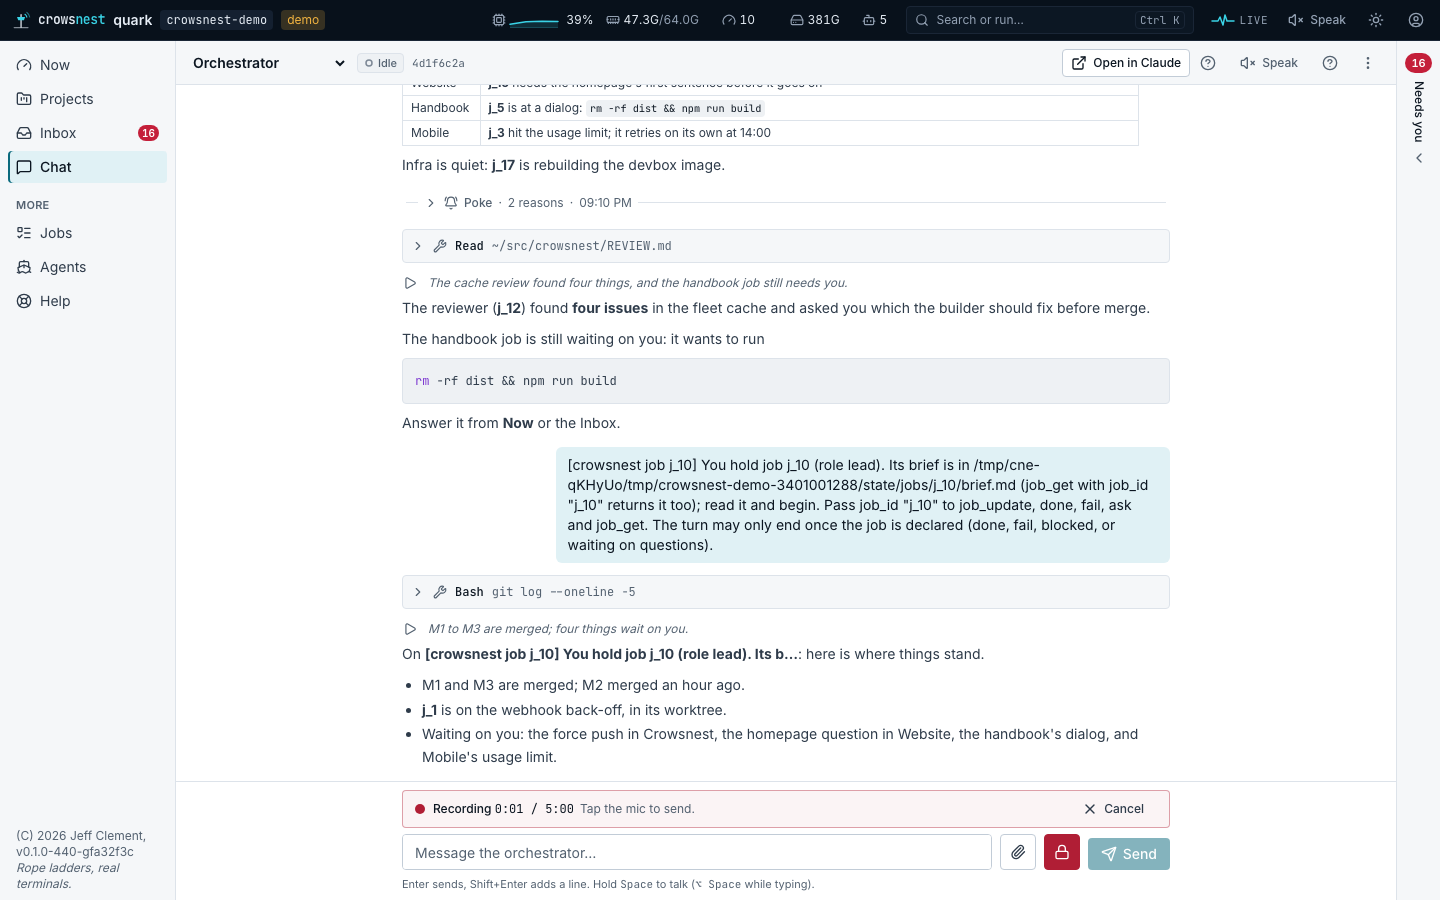 crowsnest quark crowsnest-demo demo 39% 47.3G/64.0G 10 381G 5 Search or run... Ctrl K LIVE Speak
Now
Projects
Inbox 16
Chat
MORE
Jobs
Agents
Help
(C) 2026 Jeff Clement,
v0.1.0-440-gfa32f3c
Rope ladders, real
terminals.
Orchestrator Idle 4d1f6c2a Open in Claude Speak
Handbook j_5 is at a dialog: rm -rf dist && npm run build
Mobile j_3 hit the usage limit; it retries on its own at 14:00
Infra is quiet: j_17 is rebuilding the devbox image.
Poke · 2 reasons · 09:10 PM
Read ~/src/crowsnest/REVIEW.md
The cache review found four things, and the handbook job still needs you.
The reviewer (j_12) found four issues in the fleet cache and asked you which the builder should fix before merge.
The handbook job is still waiting on you: it wants to run
rm -rf dist && npm run build
Answer it from Now or the Inbox.
[crowsnest job j_10] You hold job j_10 (role lead). Its brief is in /tmp/cne-
qKHyUo/tmp/crowsnest-demo-3401001288/state/jobs/j_10/brief.md (job_get with job_id
"j_10" returns it too); read it and begin. Pass job_id "j_10" to job_update, done, fail, ask
and job_get. The turn may only end once the job is declared (done, fail, blocked, or
waiting on questions).
Bash git log --oneline -5
M1 to M3 are merged; four things wait on you.
On [crowsnest job j_10] You hold job j_10 (role lead). Its b...: here is where things stand.
• M1 and M3 are merged; M2 merged an hour ago.
• j_1 is on the webhook back-off, in its worktree.
• Waiting on you: the force push in Crowsnest, the homepage question in Website, the handbook's dialog, and
Mobile's usage limit.
Recording 0:01 / 5:00 Tap the mic to send. Cancel
Message the orchestrator... Send
Enter sends, Shift+Enter adds a line. Hold Space to talk (⌥ Space while typing).
16
Needs you